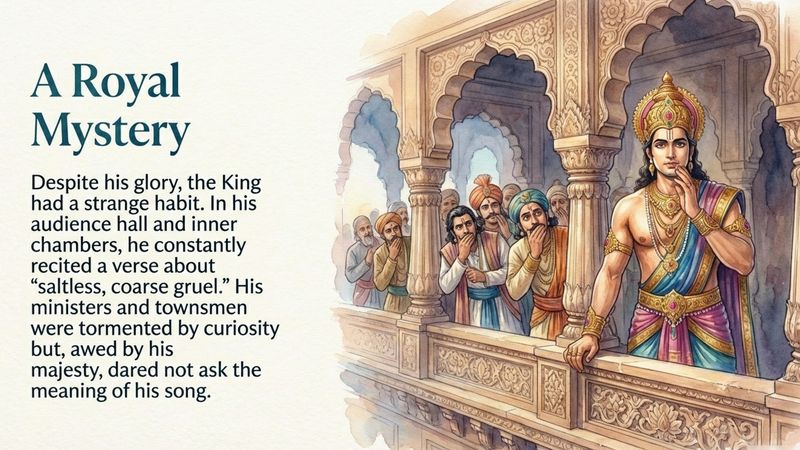 A Royal
Mystery
Despite his glory, the King
had a strange habit. In his
audience hall and inner
chambers, he constantly
recited a verse about
“saltless, coarse gruel.” His
ministers and townsmen
were tormented by curiosity
but, awed by his
majesty, dared not ask the
meaning of his song.